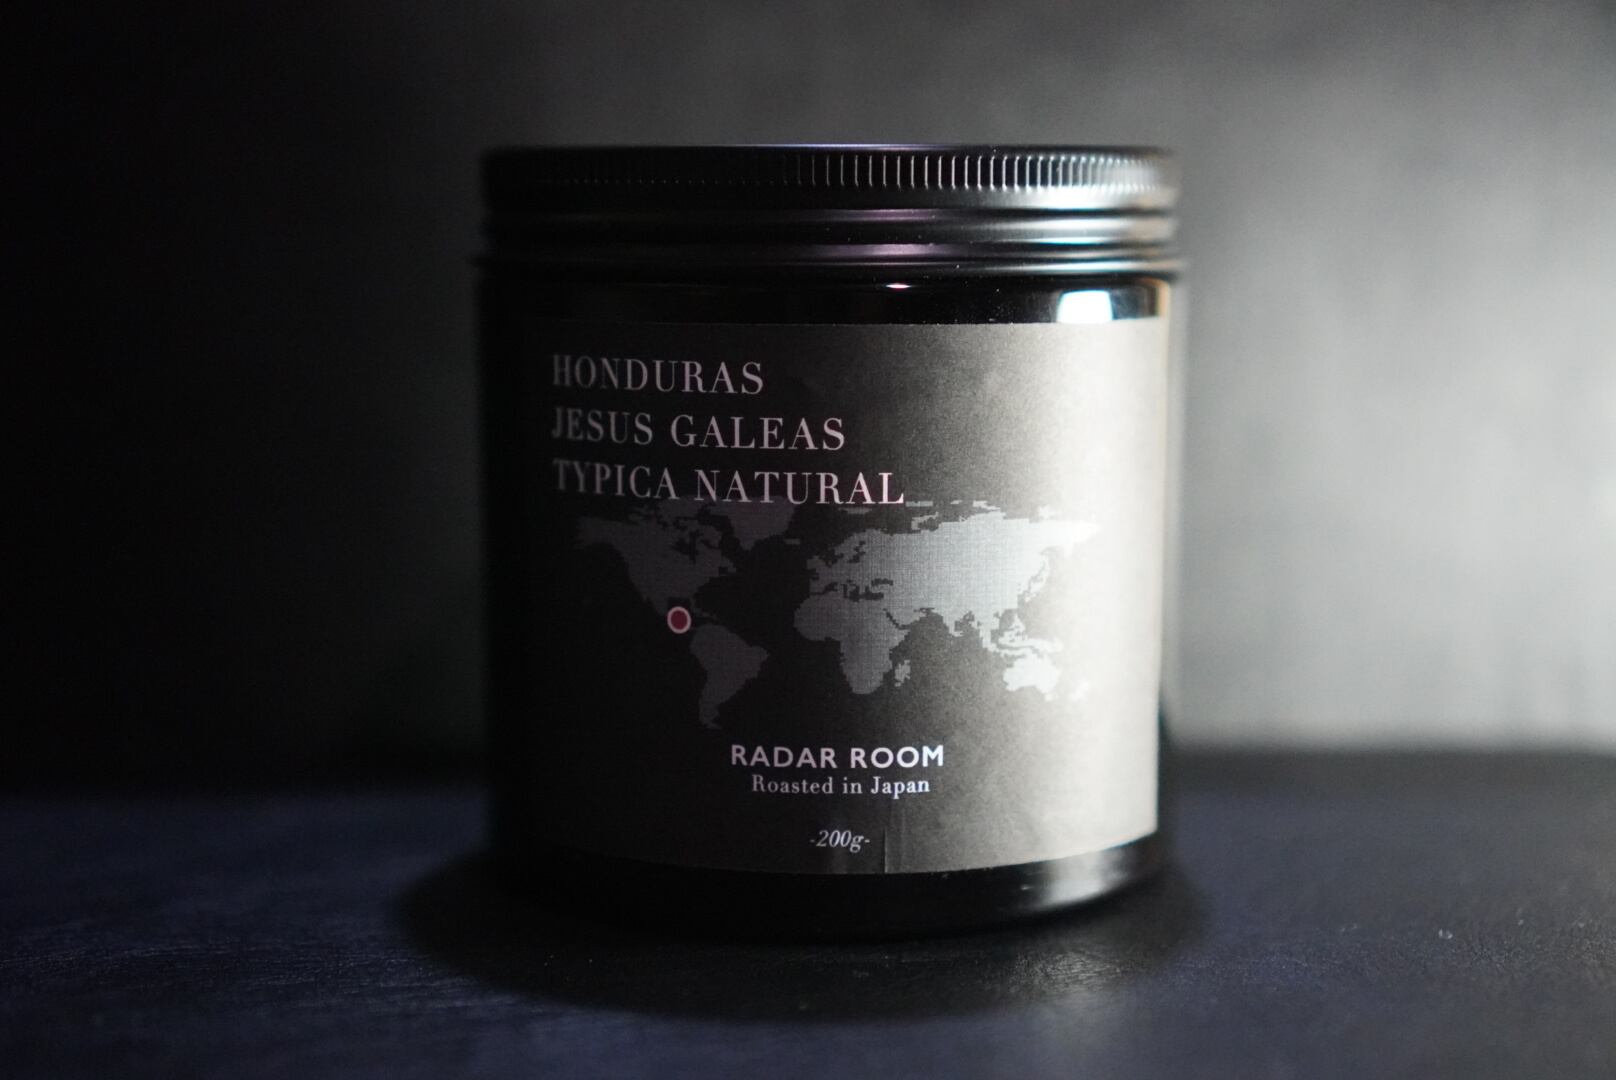 HONDURAS
JESUS GALEAS
TYPICA NATURAL
RADAR ROOM
Roasted in Japan
-200g-